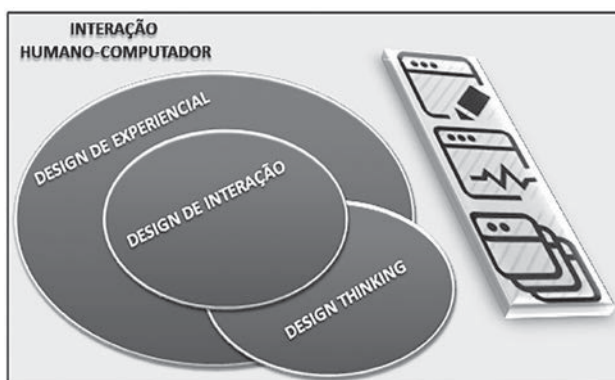 INTERAÇÃO
HUMANO-COMPUTADOR
DESIGN DE EXPERIENCIAL
DESIGN DE INTERAÇÃO
DESIGN THINKING